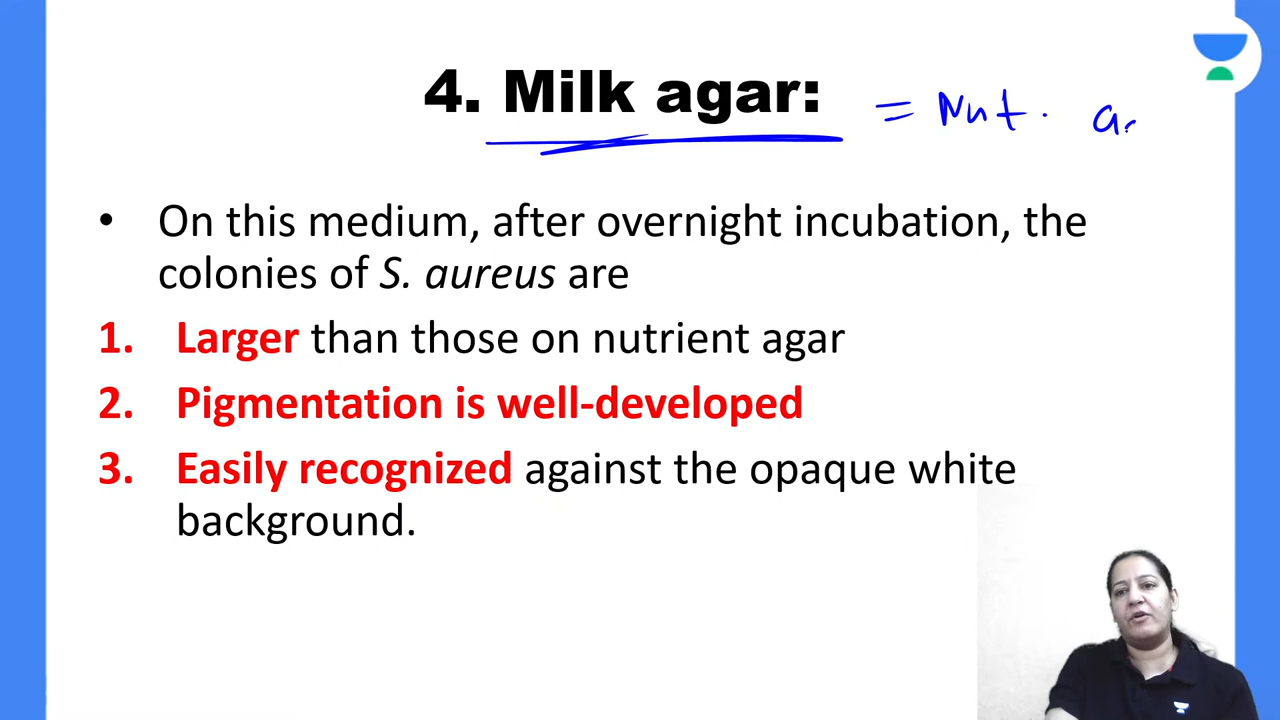 4. Milk agar: = Nut. a
• On this medium, after overnight incubation, the
colonies of S. aureus are
1. Larger than those on nutrient agar
2. Pigmentation is well-developed
3. Easily recognized against the opaque white
background.